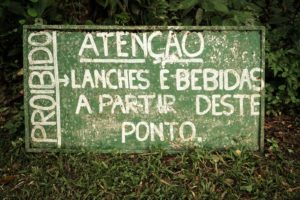 PROIBIDO
ATENÇÃO
→LANCHES E BEBIDAS
A PARTIR DESTE
PONTO.